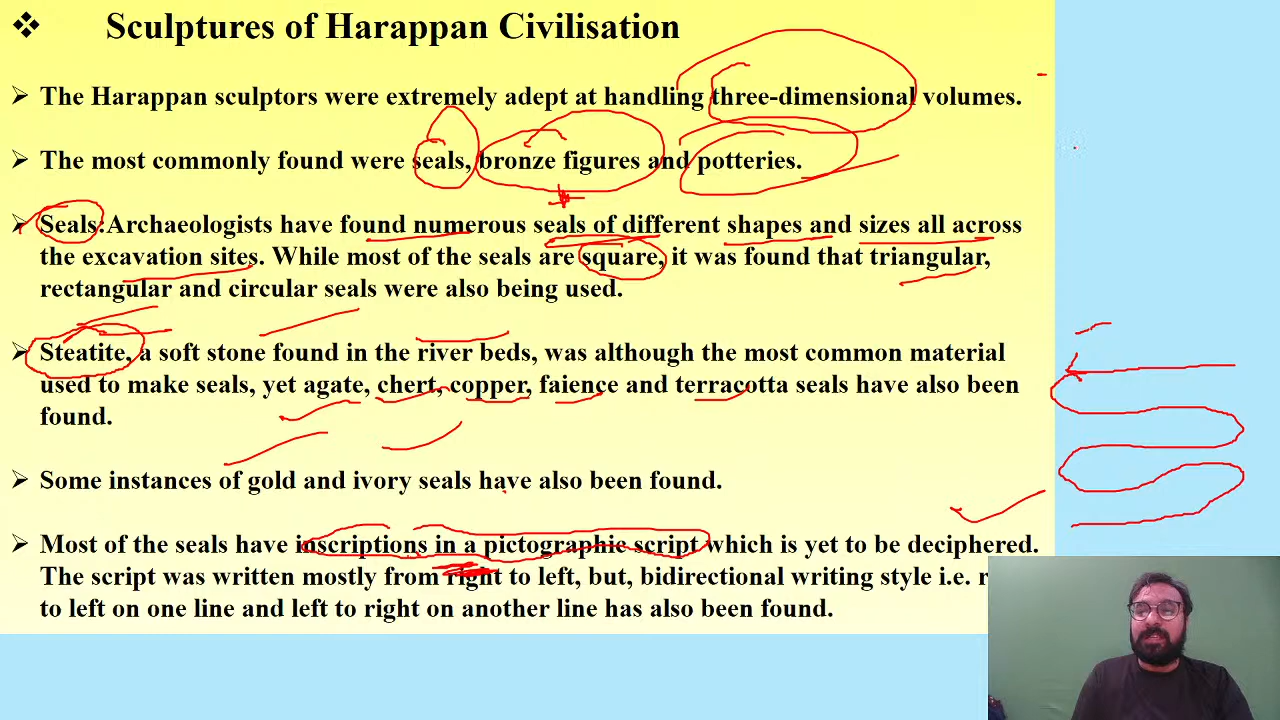 Sculptures of Harappan Civilisation
The Harappan sculptors were extremely adept at handling three-dimensional volumes.
The most commonly found were seals, bronze figures and potteries.
Seals:Archaeologists have found numerous seals of different shapes and sizes all across
the excavation sites. While most of the seals are square, it was found that triangular,
rectangular and circular seals were also being used.
Steatite, a soft stone found in the river beds, was although the most common material
used to make seals, yet agate, chert, copper, faience and terracotta seals have also been
found.
Some instances of gold and ivory seals have also been found.
Most of the seals have inscriptions in a pictographic script which is yet to be deciphered.
The script was written mostly from right to left, but, bidirectional writing style i.e.
to left on one line and left to right on another line has also been found.